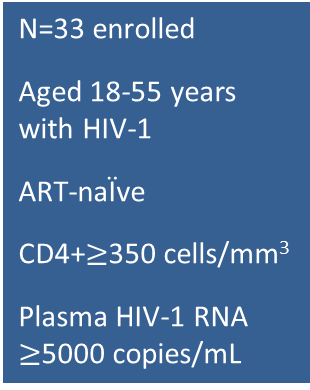 N=33 enrolled
Aged 18-55 years
with HIV-1
ART-naÏve
CD4+≥350 cells/mm³
Plasma HIV-1 RNA
≥5000 copies/mL